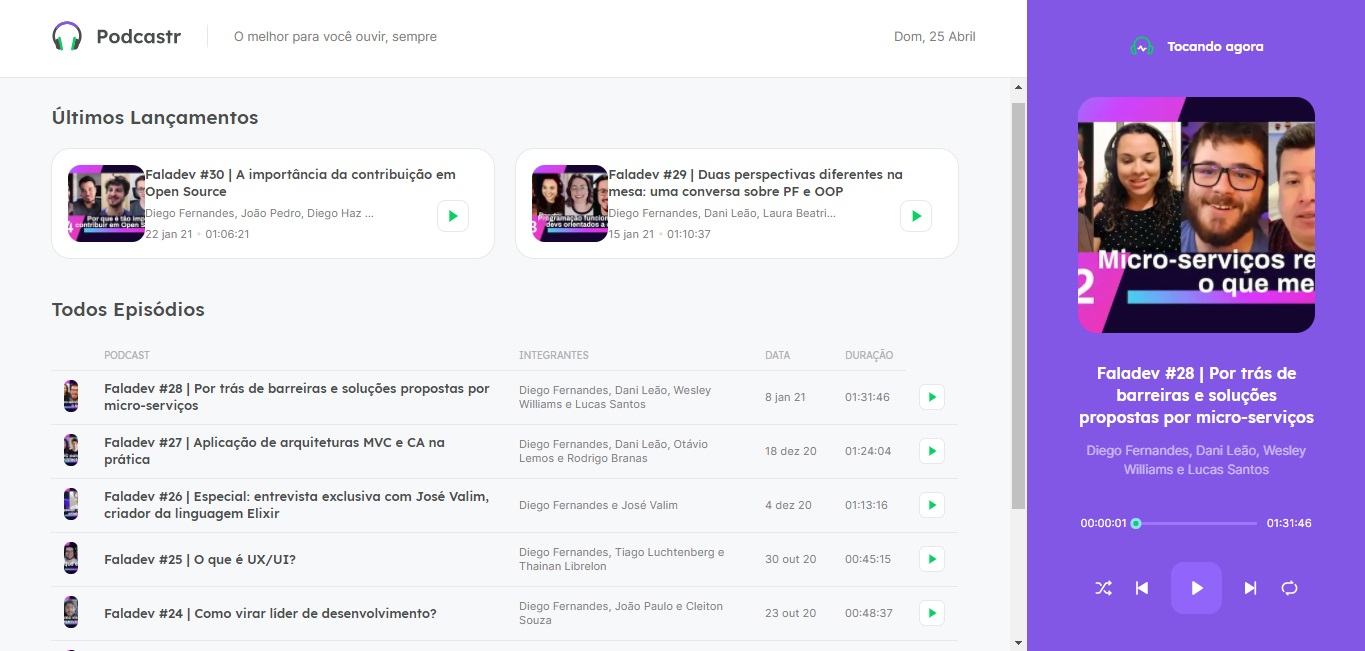 Podcastr
O melhor para você ouvir, sempre
Dom, 25 Abril
Últimos Lançamentos
Faladev #30 | A importância da contribuição em
Open Source
Diego Fernandes, João Pedro, Diego Haz ...
22 jan 21 • 01:06:21
Por que é tão imp
contribuir em Open S
4
Faladev #29 | Duas perspectivas diferentes na
mesa: uma conversa sobre PF e OOP
Diego Fernandes, Dani Leão, Laura Beatri...
15 jan 21 • 01:10:37
Programação funcion
devs orientados a
3
Todos Episódios
PODCAST INTEGRANTES DATA DURAÇÃO
Faladev #28 | Por trás de barreiras e soluções propostas por
micro-serviços
Diego Fernandes, Dani Leão, Wesley
Williams e Lucas Santos
8 jan 21
01:31:46
Faladev #27 | Aplicação de arquiteturas MVC e CA na
prática
Diego Fernandes, Dani Leão, Otávio
Lemos e Rodrigo Branas
18 dez 20
01:24:04
Faladev #26 | Especial: entrevista exclusiva com José Valim,
criador da linguagem Elixir
Diego Fernandes e José Valim
4 dez 20
01:13:16
Faladev #25 | O que é UX/UI?
Diego Fernandes, Tiago Luchtenberg e
Thainan Librelon
30 out 20
00:45:15
Faladev #24 | Como virar líder de desenvolvimento?
Diego Fernandes, João Paulo e Cleiton
Souza
23 out 20
00:48:37
Tocando agora
Micro-serviços re
2 o que me
Faladev #28 | Por trás de
barreiras e soluções
propostas por micro-serviços
Diego Fernandes, Dani Leão, Wesley
Williams e Lucas Santos
00:00:01 01:31:46